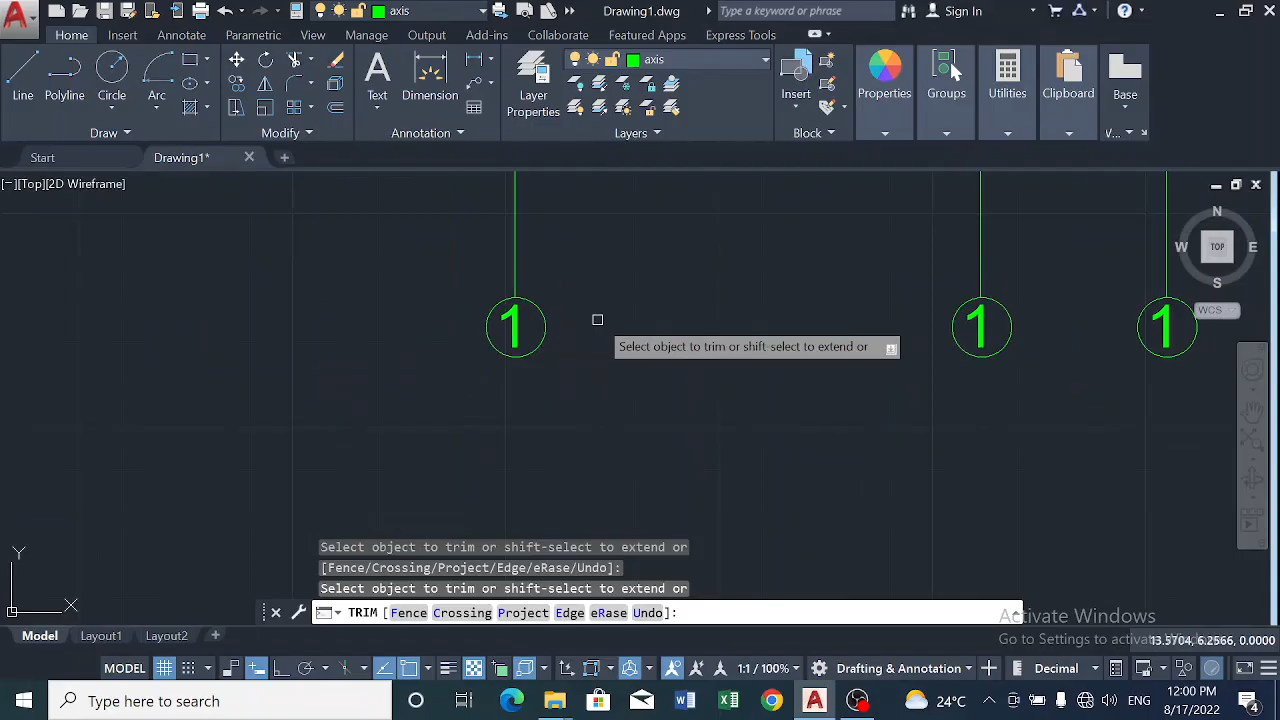 axis
Drawing1.dwg
Type a keyword or phrase
Sign In
Home Insert Annotate Parametric View Manage Output Add-ins Collaborate Featured Apps Express Tools
Line Polyline Circle Arc
Text Dimension
Layer Properties
axis
Insert
Properties Groups Utilities Clipboard Base
Draw Modify Annotation Layers Block V...
Start Drawing1*
[−][Top][2D Wireframe]
N
W TOP E
S
WCS
1 1 1
Select object to trim or shift-select to extend or
Select object to trim or shift-select to extend or
[Fence/Crossing/Project/Edge/eRase/Undo]:
Select object to trim or shift-select to extend or
TRIM [Fence Crossing Project Edge eRase Undo]:
Activate Windows
Y
X
Model Layout1 Layout2
13.5704, 6.2566, 0.0000
MODEL 1:1 / 100% Drafting & Annotation Decimal
Type here to search
24°C
ENG
12:00 PM
8/17/2022